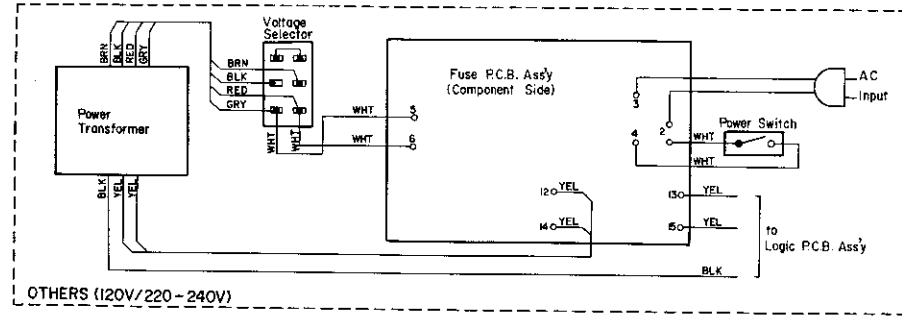 BRN
BLK
RED
GRY
Voltage
Selector
BRN
BLK
RED
GRY
WHT
WHT
Power
Transformer
BLK
YEL
YEL
Fuse P.C.B. Ass'y
(Component Side)
5
WHT
6
WHT
3
4
2
WHT
WHT
AC
Input
Power Switch
12
YEL
14
YEL
13
YEL
15
YEL
BLK
to
Logic P.C.B. Ass'y
OTHERS (120V/220-240V)